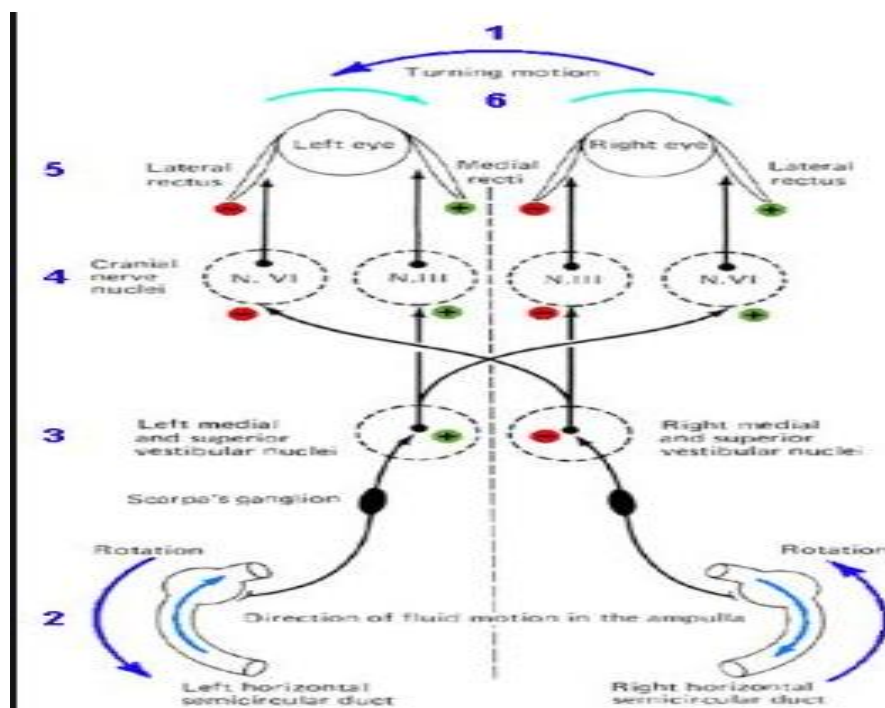 1
Turning motion
6
Left eye
Right eye
5
Lateral
rectus
Medial
recti
Lateral
rectus
− + − +
4
Cranial
nerve
nuclei
N. VI
N.III
N.III
N.VI
− + − +
3
Left medial
and superior
vestibular nuclei
+ −
Right medial
and superior
vestibular nuclei
Scarpa's ganglion
Rotation
Rotation
2
Direction of fluid motion in the ampulla
Left horizontal
semicircular duct
Right horizontal
semicircular duct